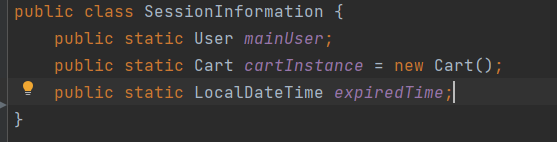 public class SessionInformation {
    public static User mainUser;
    public static Cart cartInstance = new Cart();
    public static LocalDateTime expiredTime;
}